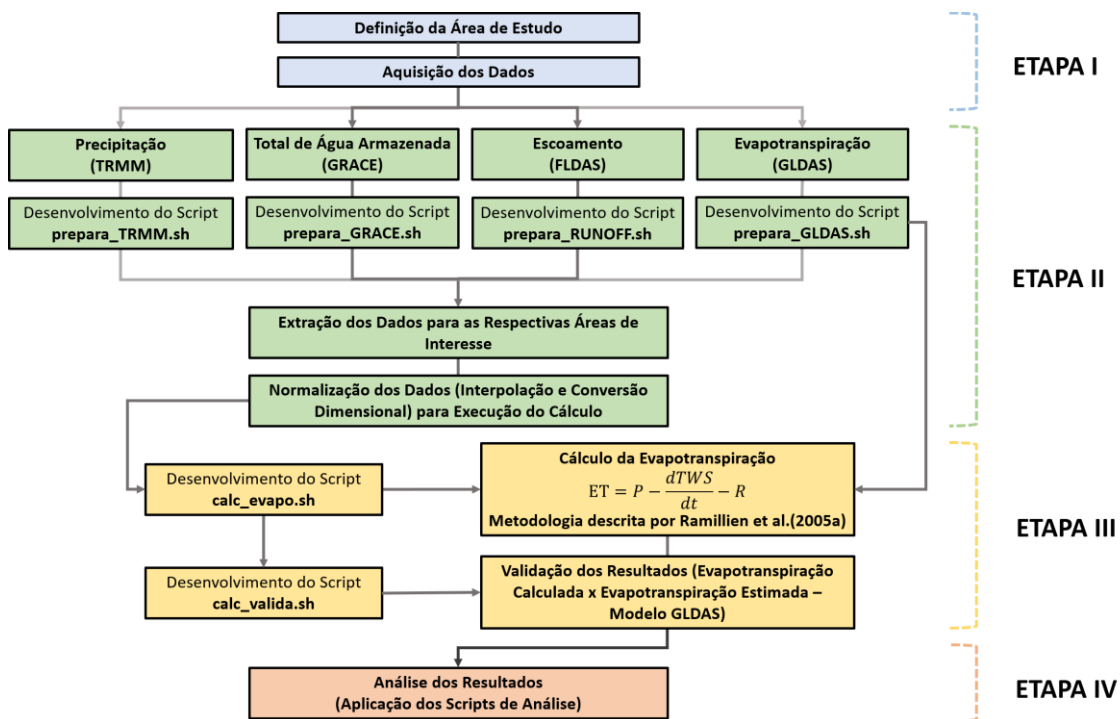 Definição da Área de Estudo
Aquisição dos Dados
ETAPA I
Precipitação
(TRMM)
Total de Água Armazenada
(GRACE)
Escoamento
(FLDAS)
Evapotranspiração
(GLDAS)
Desenvolvimento do Script
prepara_TRMM.sh
Desenvolvimento do Script
prepara_GRACE.sh
Desenvolvimento do Script
prepara_RUNOFF.sh
Desenvolvimento do Script
prepara_GLDAS.sh
ETAPA II
Extração dos Dados para as Respectivas Áreas de
Interesse
Normalização dos Dados (Interpolação e Conversão
Dimensional) para Execução do Cálculo
Desenvolvimento do Script
calc_evapo.sh
Cálculo da Evapotranspiração
ET = P − dTWS/dt − R
Metodologia descrita por Ramillien et al.(2005a)
ETAPA III
Desenvolvimento do Script
calc_valida.sh
Validação dos Resultados (Evapotranspiração
Calculada x Evapotranspiração Estimada –
Modelo GLDAS)
Análise dos Resultados
(Aplicação dos Scripts de Análise)
ETAPA IV